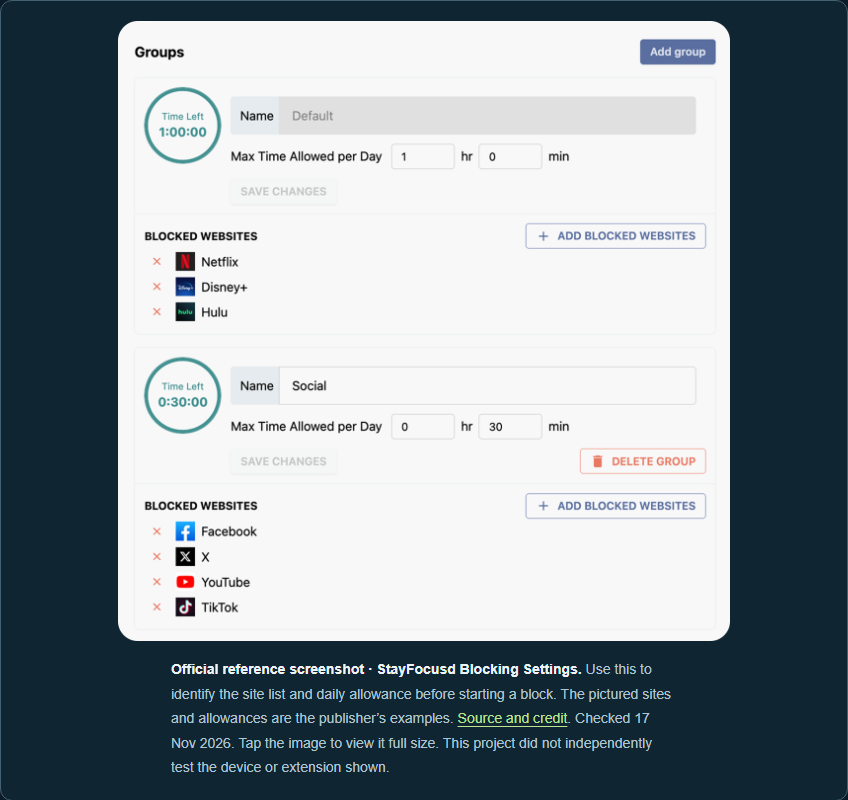 Groups
Add group
Time Left
1:00:00
Name
Default
Max Time Allowed per Day
1
hr
0
min
SAVE CHANGES
BLOCKED WEBSITES
+ ADD BLOCKED WEBSITES
× N Netflix
× Disney+ Disney+
× hulu Hulu
Time Left
0:30:00
Name
Social
Max Time Allowed per Day
0
hr
30
min
SAVE CHANGES
DELETE GROUP
BLOCKED WEBSITES
+ ADD BLOCKED WEBSITES
× Facebook
× X
× YouTube
× TikTok
Official reference screenshot · StayFocusd Blocking Settings. Use this to
identify the site list and daily allowance before starting a block. The pictured sites
and allowances are the publisher’s examples. Source and credit. Checked 17
Nov 2026. Tap the image to view it full size. This project did not independently
test the device or extension shown.